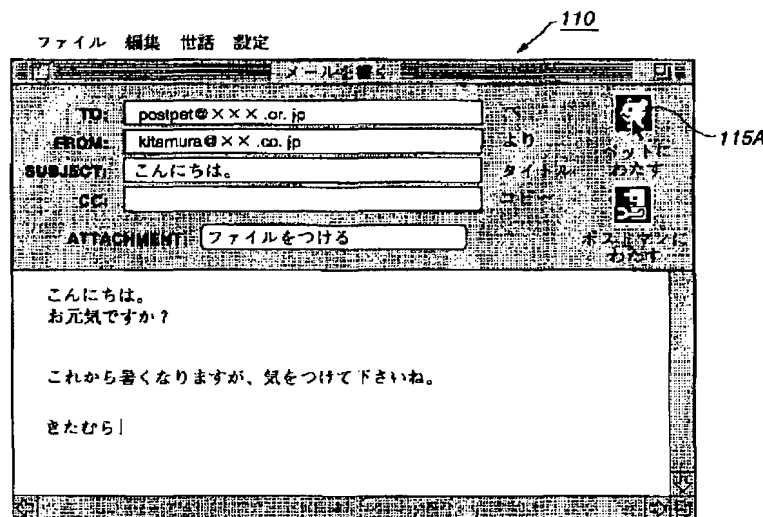 110
ファイル 編集 世話 設定
メールを書く
TO: postpet@×××.or.jp へ
FROM: kitamura@××.co.jp より
SUBJECT: こんにちは。 タイトル
CC: コピー
ATTACHMENT: ファイルをつける
115A
ペットに
わたす
ポストマンに
わたす
こんにちは。
お元気ですか?
これから暑くなりますが、気をつけて下さいね。
きたむら